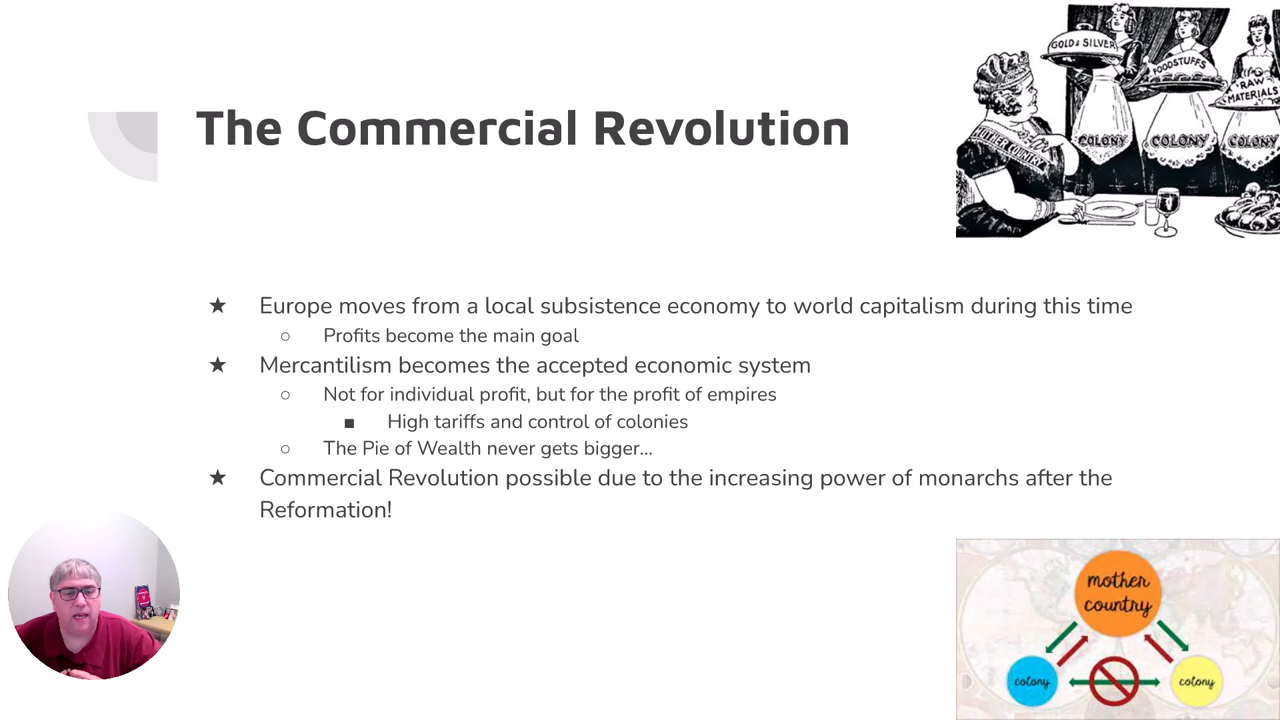 The Commercial Revolution
GOLD & SILVER
FOODSTUFFS
RAW
MATERIALS
MOTHER COUNTRY
COLONY
COLONY
COLONY
★ Europe moves from a local subsistence economy to world capitalism during this time
○ Profits become the main goal
★ Mercantilism becomes the accepted economic system
○ Not for individual profit, but for the profit of empires
■ High tariffs and control of colonies
○ The Pie of Wealth never gets bigger...
★ Commercial Revolution possible due to the increasing power of monarchs after the
Reformation!
mother
country
colony
colony